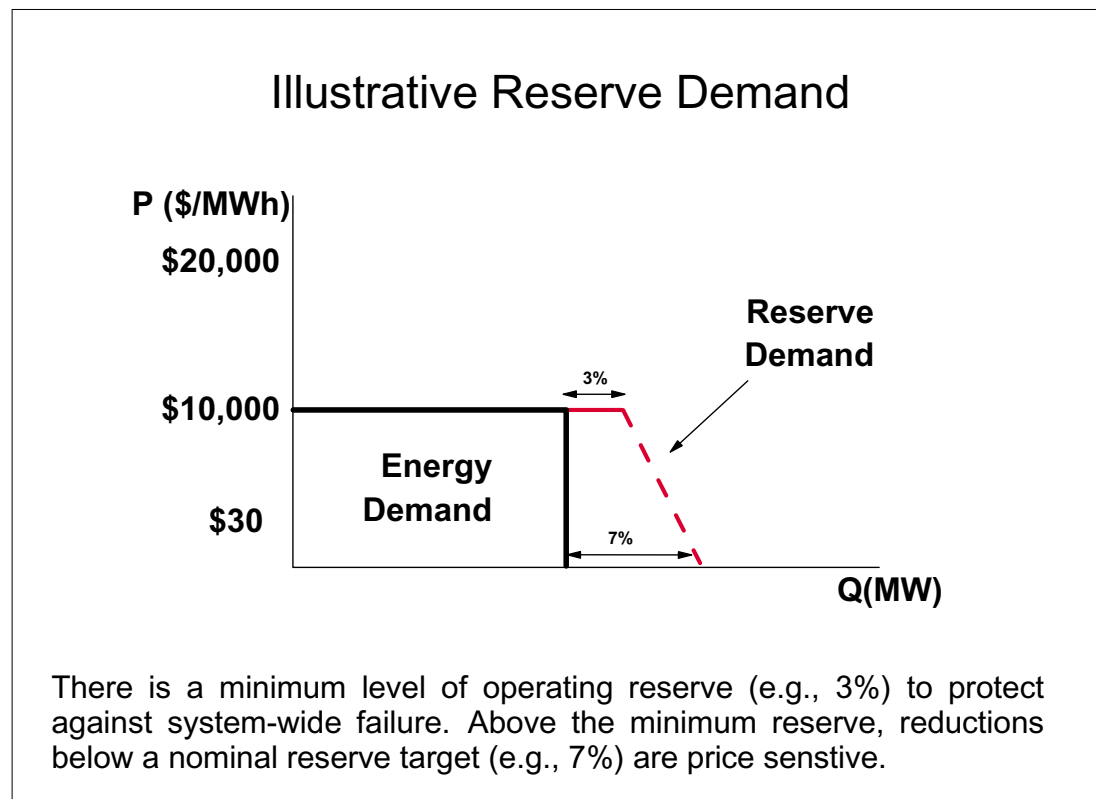 Illustrative Reserve Demand
P ($/MWh)
$20,000
Reserve
Demand
3%
$10,000
Energy
Demand
$30
7%
Q(MW)
There is a minimum level of operating reserve (e.g., 3%) to protect
against system-wide failure. Above the minimum reserve, reductions
below a nominal reserve target (e.g., 7%) are price senstive.